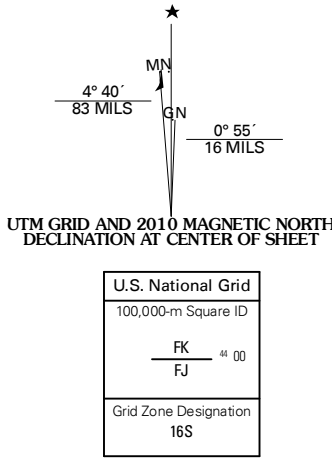 ★
MN
4° 40´
83 MILS
GN
0° 55´
16 MILS
UTM GRID AND 2010 MAGNETIC NORTH
DECLINATION AT CENTER OF SHEET
U.S. National Grid
100,000-m Square ID
FK
44 00
FJ
Grid Zone Designation
16S